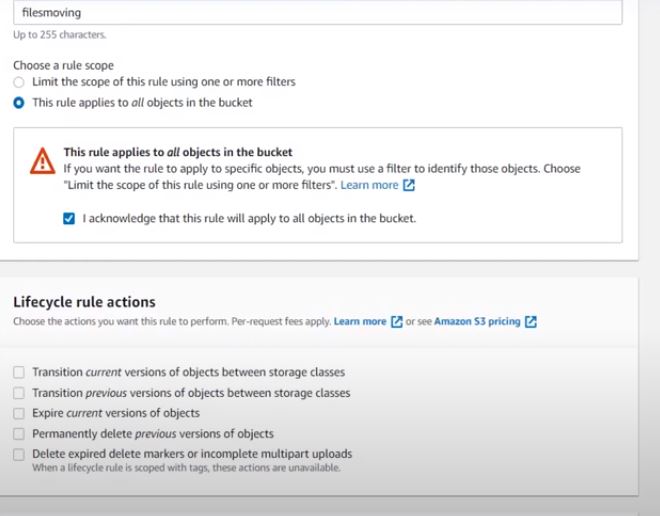 filesmoving
Up to 255 characters.
Choose a rule scope
Limit the scope of this rule using one or more filters
This rule applies to all objects in the bucket
This rule applies to all objects in the bucket
If you want the rule to apply to specific objects, you must use a filter to identify those objects. Choose
"Limit the scope of this rule using one or more filters". Learn more
I acknowledge that this rule will apply to all objects in the bucket.
Lifecycle rule actions
Choose the actions you want this rule to perform. Per-request fees apply. Learn more or see Amazon S3 pricing
Transition current versions of objects between storage classes
Transition previous versions of objects between storage classes
Expire current versions of objects
Permanently delete previous versions of objects
Delete expired delete markers or incomplete multipart uploads
When a lifecycle rule is scoped with tags, these actions are unavailable.